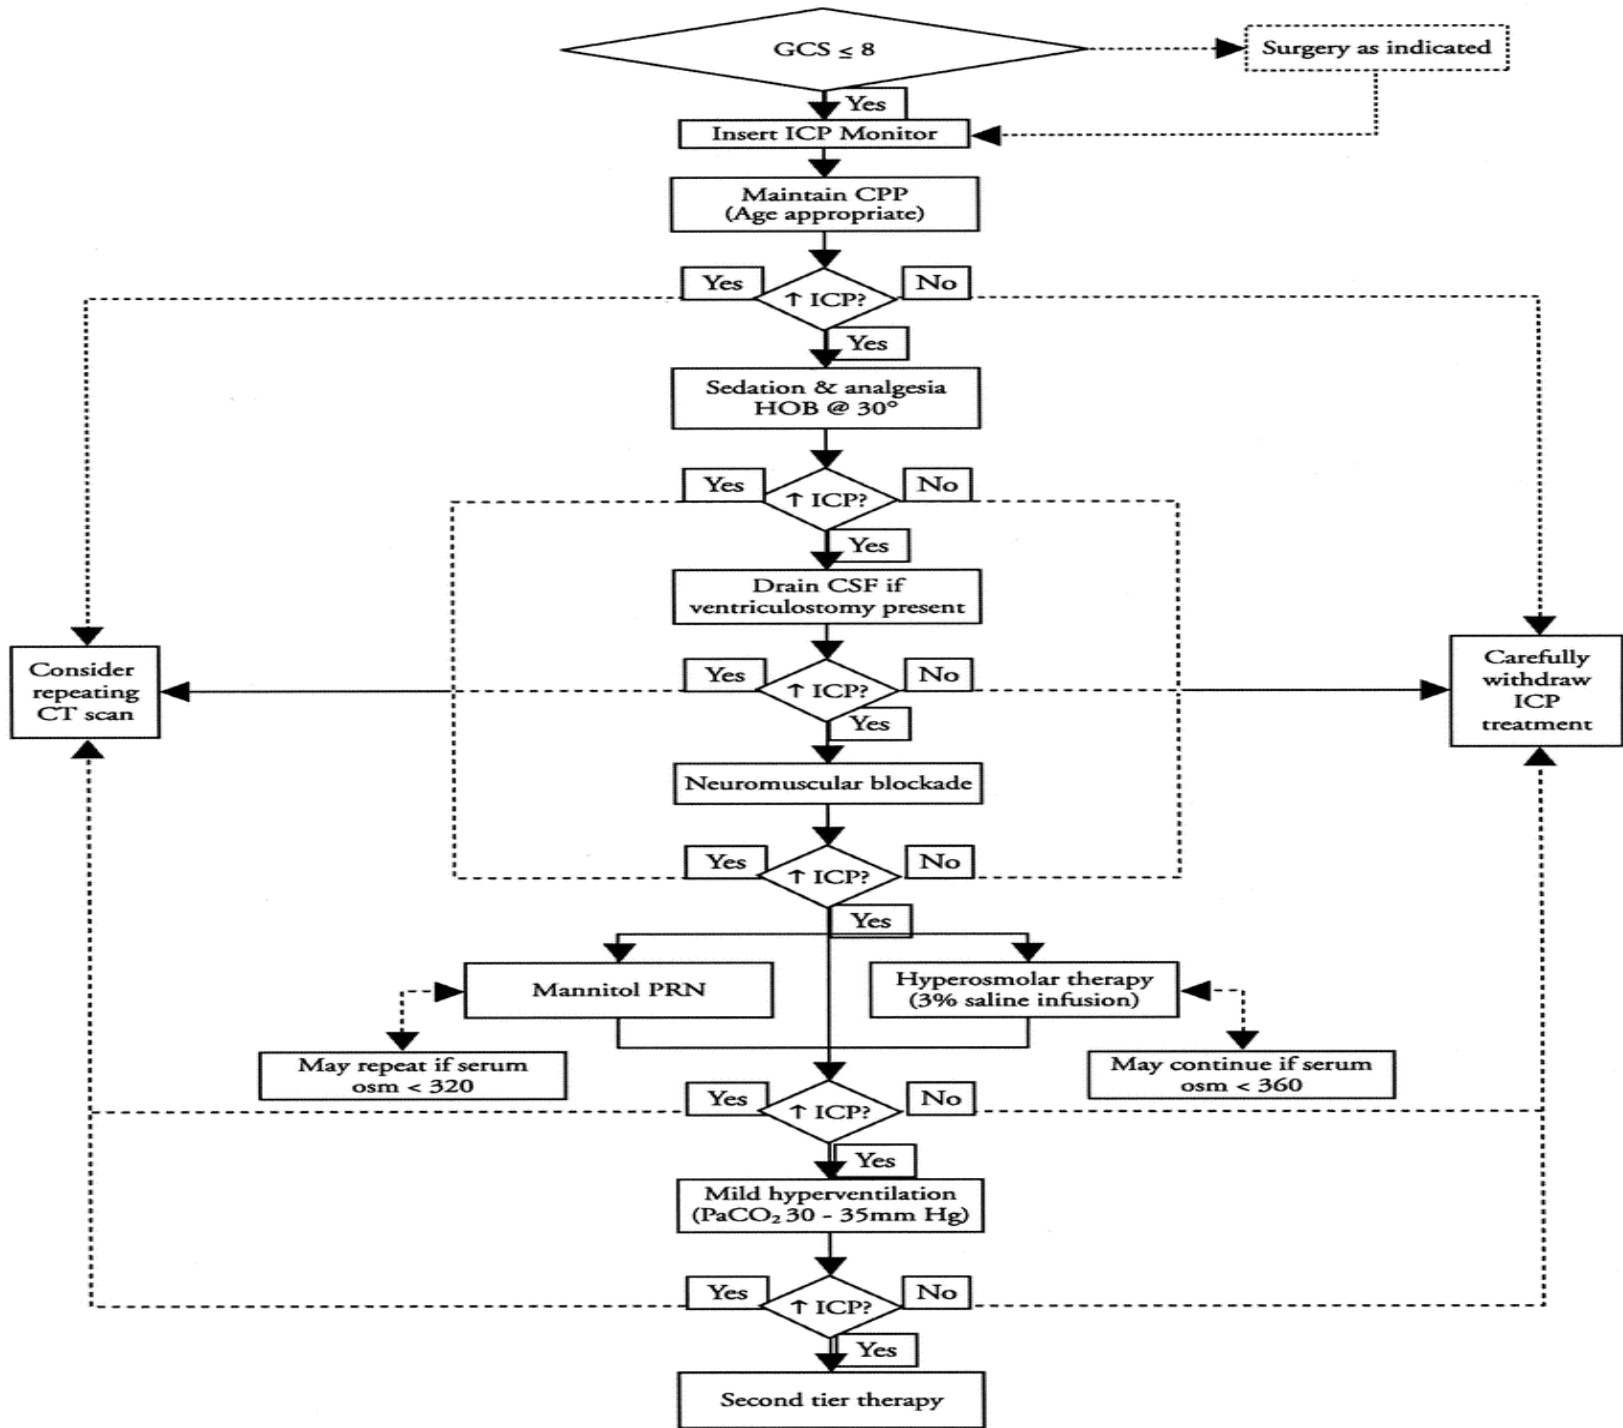 GCS ≤ 8
Surgery as indicated
Yes
Insert ICP Monitor
Maintain CPP
(Age appropriate)
Yes
No
↑ ICP?
Yes
Sedation & analgesia
HOB @ 30°
Yes
No
↑ ICP?
Yes
Drain CSF if
ventriculostomy present
Yes
No
↑ ICP?
Yes
Consider
repeating
CT scan
Carefully
withdraw
ICP
treatment
Neuromuscular blockade
Yes
No
↑ ICP?
Yes
Mannitol PRN
Hyperosmolar therapy
(3% saline infusion)
May repeat if serum
osm < 320
May continue if serum
osm < 360
Yes
No
↑ ICP?
Yes
Mild hyperventilation
(PaCO₂ 30 - 35mm Hg)
Yes
No
↑ ICP?
Yes
Second tier therapy